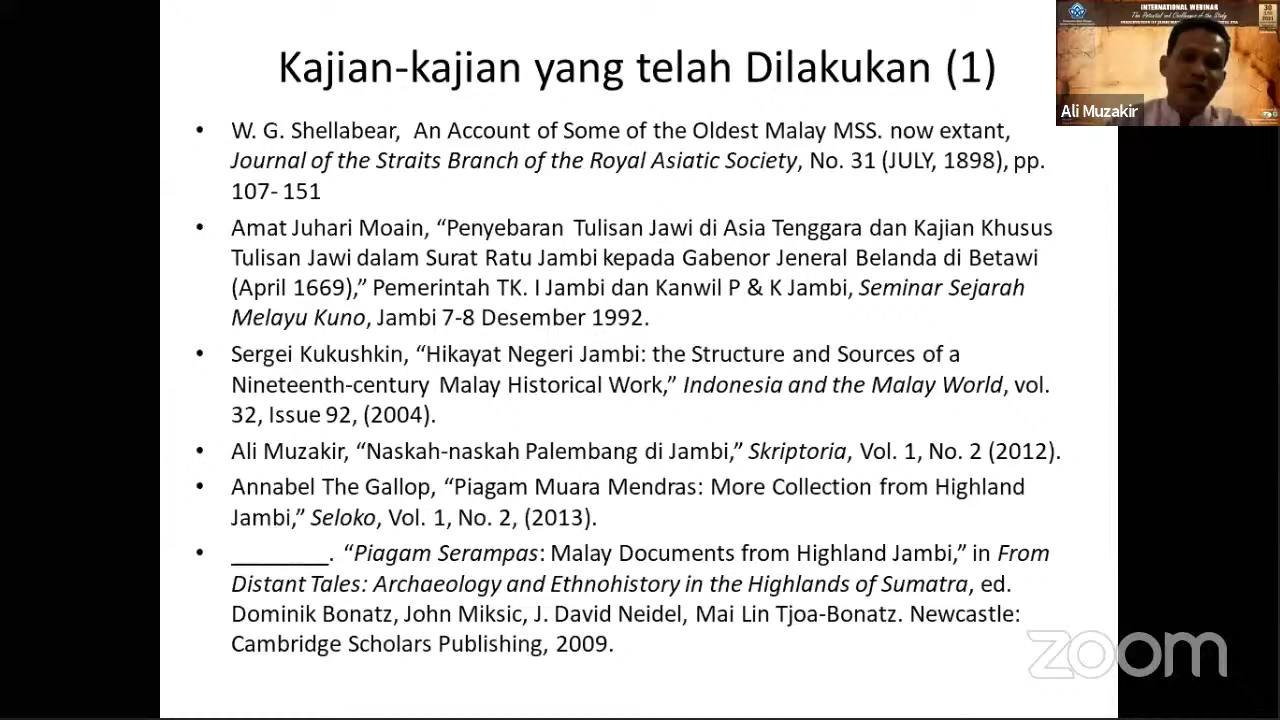 Kajian-kajian yang telah Dilakukan (1)
• W. G. Shellabear, An Account of Some of the Oldest Malay MSS. now extant,
Journal of the Straits Branch of the Royal Asiatic Society, No. 31 (JULY, 1898), pp.
107- 151
• Amat Juhari Moain, “Penyebaran Tulisan Jawi di Asia Tenggara dan Kajian Khusus
Tulisan Jawi dalam Surat Ratu Jambi kepada Gabenor Jeneral Belanda di Betawi
(April 1669),” Pemerintah TK. I Jambi dan Kanwil P & K Jambi, Seminar Sejarah
Melayu Kuno, Jambi 7-8 Desember 1992.
• Sergei Kukushkin, “Hikayat Negeri Jambi: the Structure and Sources of a
Nineteenth-century Malay Historical Work,” Indonesia and the Malay World, vol.
32, Issue 92, (2004).
• Ali Muzakir, “Naskah-naskah Palembang di Jambi,” Skriptoria, Vol. 1, No. 2 (2012).
• Annabel The Gallop, “Piagam Muara Mendras: More Collection from Highland
Jambi,” Seloko, Vol. 1, No. 2, (2013).
• ________. “Piagam Serampas: Malay Documents from Highland Jambi,” in From
Distant Tales: Archaeology and Ethnohistory in the Highlands of Sumatra, ed.
Dominik Bonatz, John Miksic, J. David Neidel, Mai Lin Tjoa-Bonatz. Newcastle:
Cambridge Scholars Publishing, 2009.
INTERNATIONAL WEBINAR
The Potential and Challenges of the Study
30
Ali Muzakir
zoom